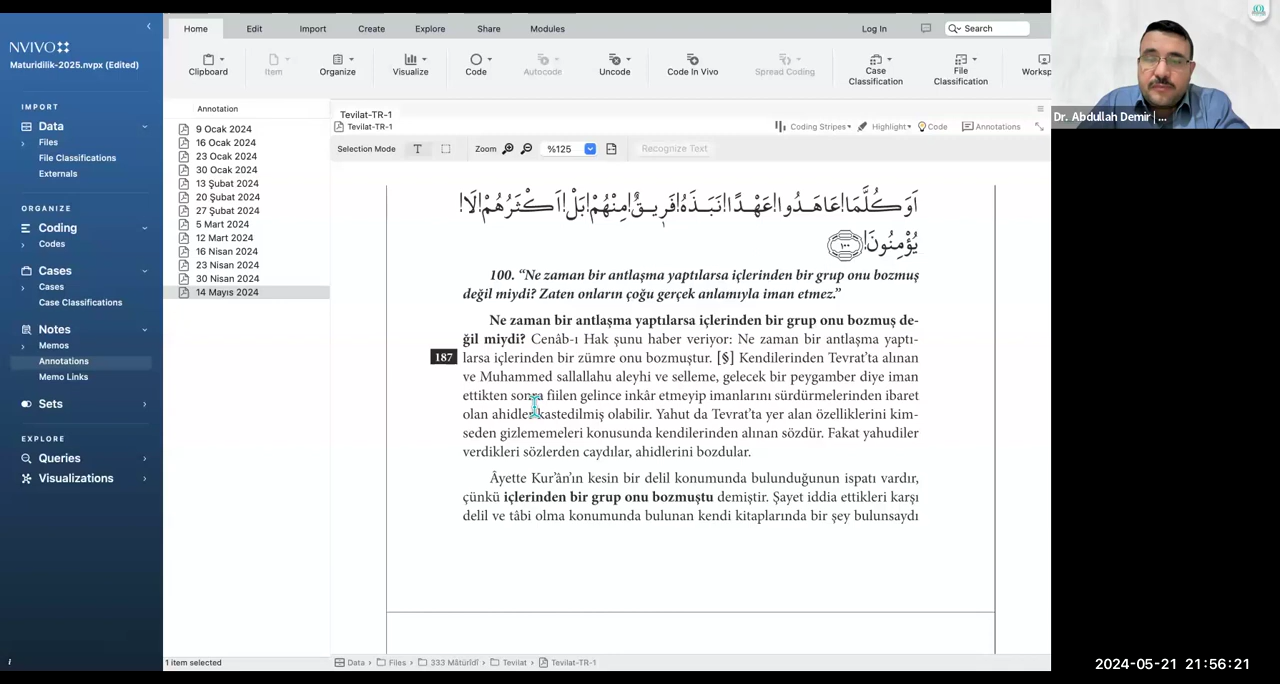 NVIVO
Maturidilik-2025.nvpx (Edited)
IMPORT
Data
Files
File Classifications
Externals
ORGANIZE
Coding
Codes
Cases
Cases
Case Classifications
Notes
Memos
Annotations
Memo Links
Sets
EXPLORE
Queries
Visualizations
Home Edit Import Create Explore Share Modules Log In Search
Clipboard Item Organize Visualize Code Autocode Uncode Code In Vivo Spread Coding Case Classification File Classification Worksp
Annotation
9 Ocak 2024
16 Ocak 2024
23 Ocak 2024
30 Ocak 2024
13 Şubat 2024
20 Şubat 2024
27 Şubat 2024
5 Mart 2024
12 Mart 2024
16 Nisan 2024
23 Nisan 2024
30 Nisan 2024
14 Mayıs 2024
1 item selected
Tevilat-TR-1
Tevilat-TR-1
Coding Stripes Highlight Code Annotations
Selection Mode T Zoom %125 Recognize Text
اَوَكُلَّمَا عَاهَدُوا عَهْدًا نَبَذَهُ فَرِيقٌ مِنْهُمْ بَلْ اَكْثَرُهُمْ لَا
يُؤْمِنُونَ ١٠٠
100. “Ne zaman bir antlaşma yaptılarsa içlerinden bir grup onu bozmuş
değil miydi? Zaten onların çoğu gerçek anlamıyla iman etmez.”
Ne zaman bir antlaşma yaptılarsa içlerinden bir grup onu bozmuş de-
ğil miydi? Cenâb-ı Hak şunu haber veriyor: Ne zaman bir antlaşma yaptı-
187 larsa içlerinden bir zümre onu bozmuştur. [§] Kendilerinden Tevrat’ta alınan
ve Muhammed sallallahu aleyhi ve selleme, gelecek bir peygamber diye iman
ettikten sonra fiilen gelince inkâr etmeyip imanlarını sürdürmelerinden ibaret
olan ahidler kastedilmiş olabilir. Yahut da Tevrat’ta yer alan özelliklerini kim-
seden gizlememeleri konusunda kendilerinden alınan sözdür. Fakat yahudiler
verdikleri sözlerden caydılar, ahidlerini bozdular.
Âyette Kur’ân’ın kesin bir delil konumunda bulunduğunun ispatı vardır,
çünkü içlerinden bir grup onu bozmuştu demiştir. Şayet iddia ettikleri karşı
delil ve tâbi olma konumunda bulunan kendi kitaplarında bir şey bulunsaydı
Data Files 333 Mâtürîdî Tevilat Tevilat-TR-1
Dr. Abdullah Demir | ...
2024-05-21 21:56:21